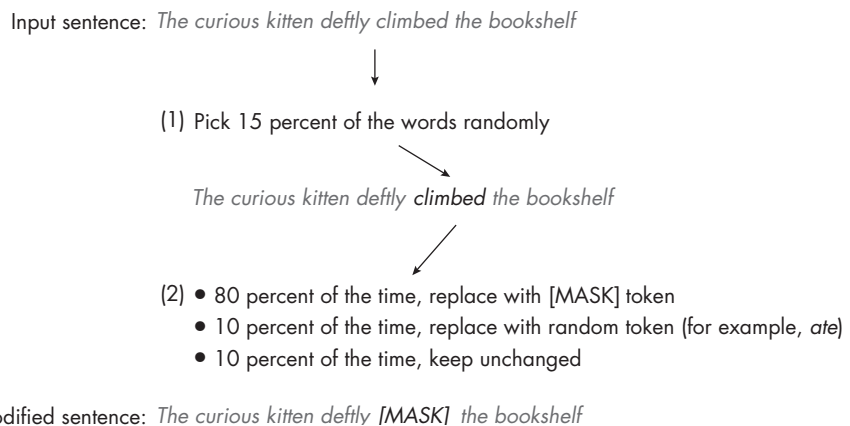 Input sentence: The curious kitten deftly climbed the bookshelf
(1) Pick 15 percent of the words randomly
The curious kitten deftly climbed the bookshelf
(2) • 80 percent of the time, replace with [MASK] token
• 10 percent of the time, replace with random token (for example, ate)
• 10 percent of the time, keep unchanged
odified sentence: The curious kitten deftly [MASK] the bookshelf